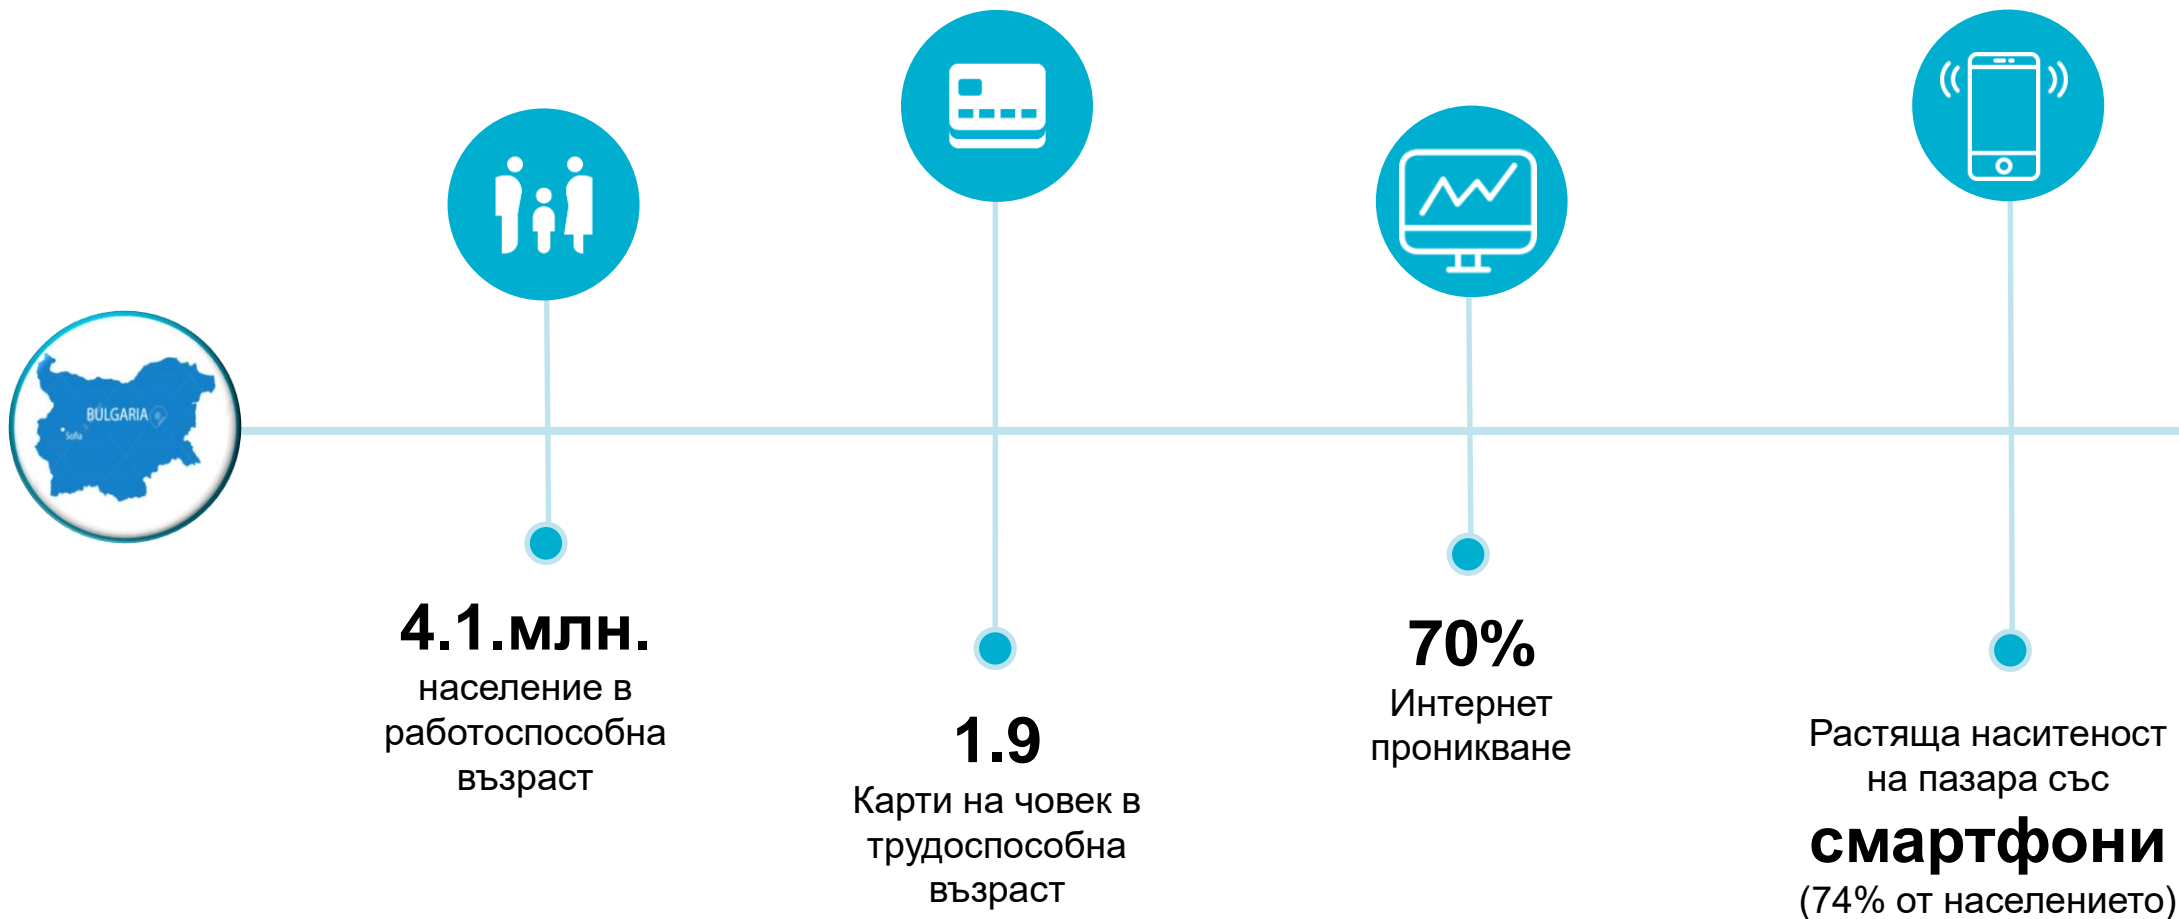 BULGARIA
Sofia
4.1.млн.
население в
работоспособна
възраст
1.9
Карти на човек в
трудоспособна
възраст
70%
Интернет
проникване
Растяща наситеност
на пазара със
смартфони
(74% от населението)